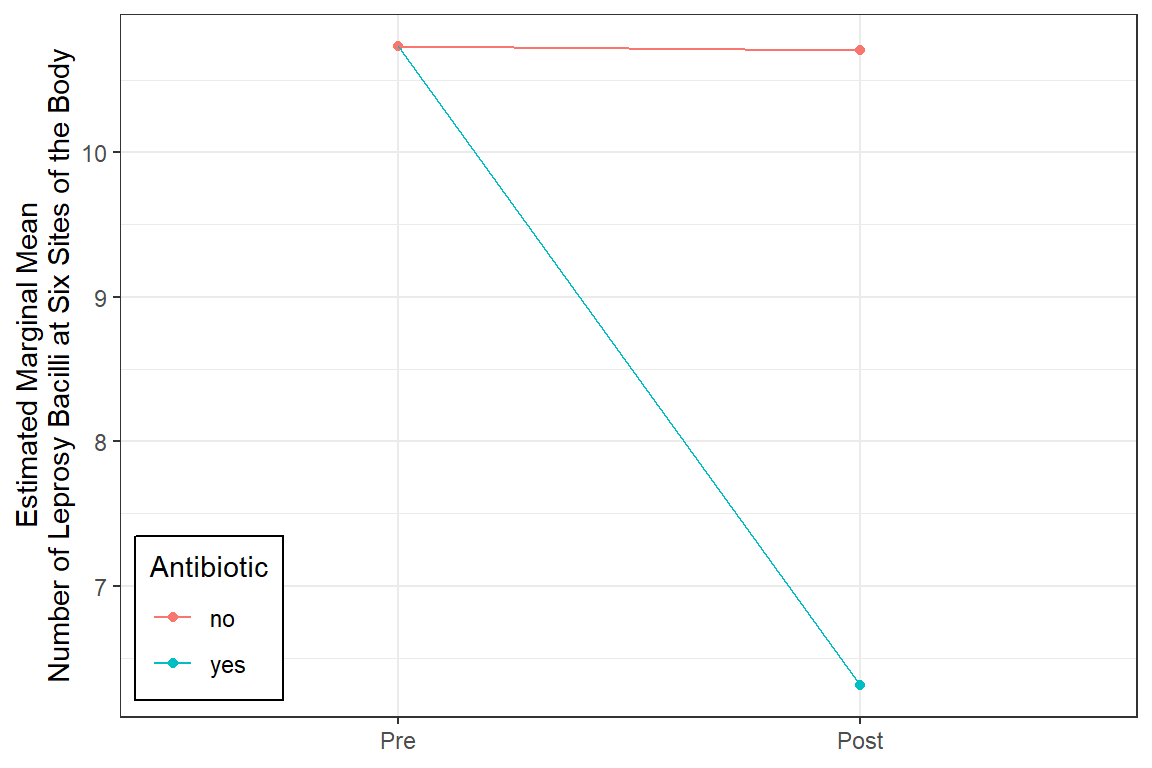 Estimated Marginal Mean
Number of Leprosy Bacilli at Six Sites of the Body
10
9
8
7
Antibiotic
no
yes
Pre
Post